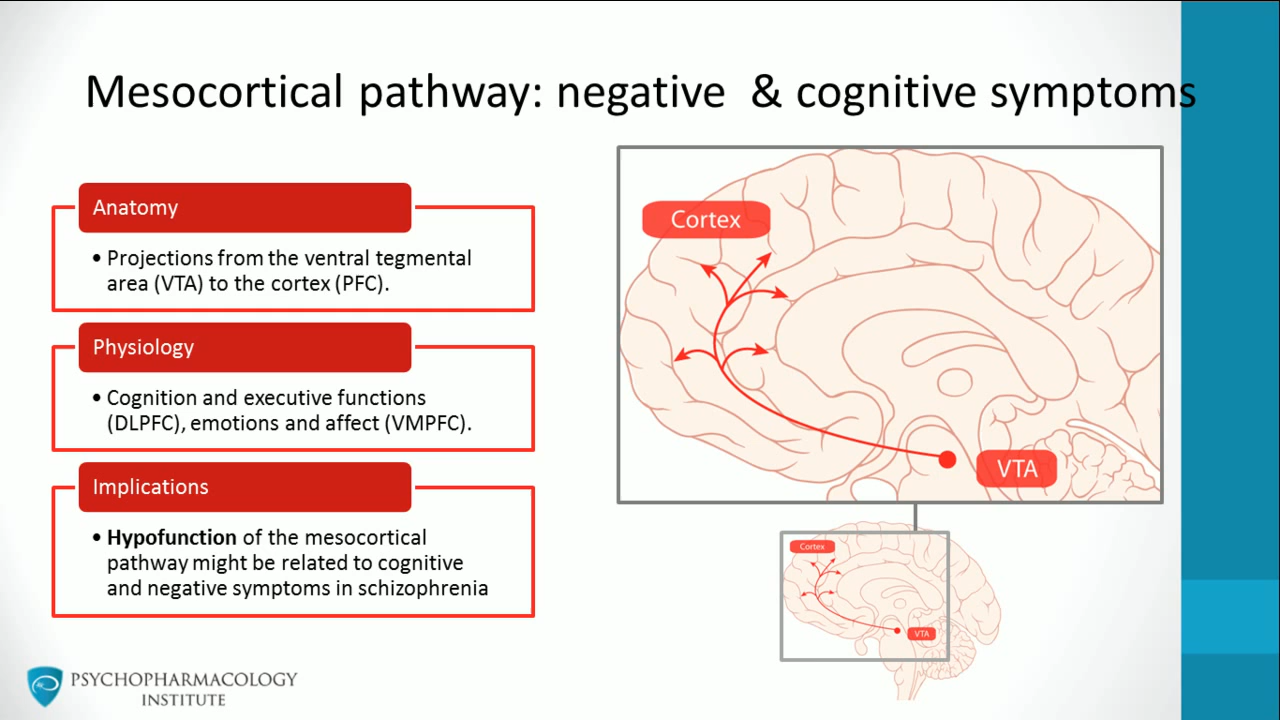 Mesocortical pathway: negative & cognitive symptoms
Anatomy
• Projections from the ventral tegmental
area (VTA) to the cortex (PFC).
Physiology
• Cognition and executive functions
(DLPFC), emotions and affect (VMPFC).
Implications
• Hypofunction of the mesocortical
pathway might be related to cognitive
and negative symptoms in schizophrenia
Cortex
VTA
Cortex
VTA
PSYCHOPHARMACOLOGY
INSTITUTE